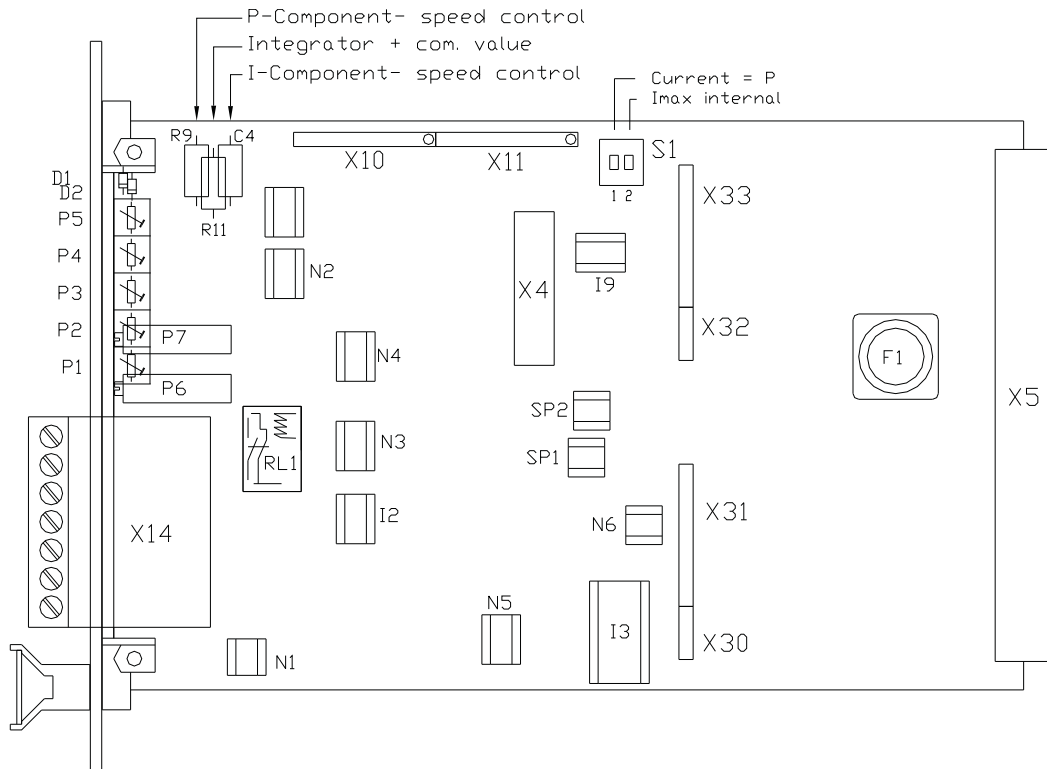 P-Component- speed control
Integrator + com. value
I-Component- speed control
Current = P
Imax internal
R9
C4
X10
X11
S1
1 2
D1
D2
P5
R11
X33
P4
N2
X4
I9
P3
P2
P7
X32
N4
F1
P1
P6
X5
SP2
N3
RL1
SP1
X14
I2
N6
X31
N5
I3
X30
N1